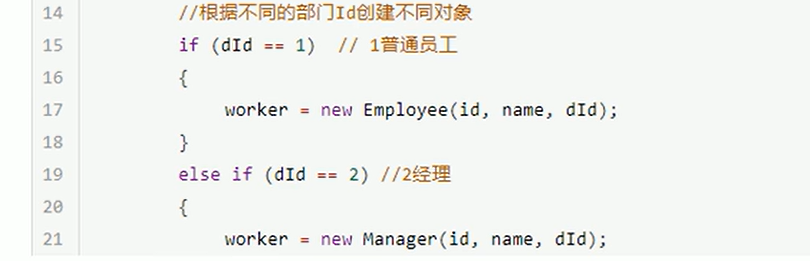 14 //根据不同的部门Id创建不同对象
15 if (dId == 1)  // 1普通员工
16 {
17     worker = new Employee(id, name, dId);
18 }
19 else if (dId == 2) //2经理
20 {
21     worker = new Manager(id, name, dId);